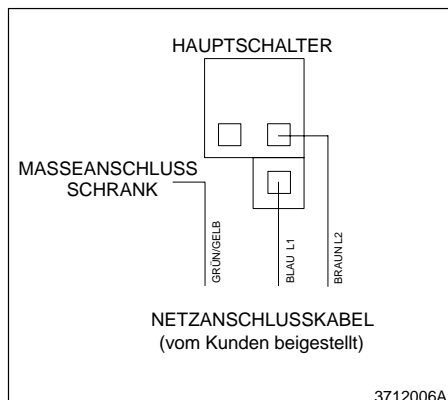 HAUPTSCHALTER
MASSEANSCHLUSS
SCHRANK
GRÜN/GELB
BLAU L1
BRAUN L2
NETZANSCHLUSSKABEL
(vom Kunden beigestellt)
3712006A